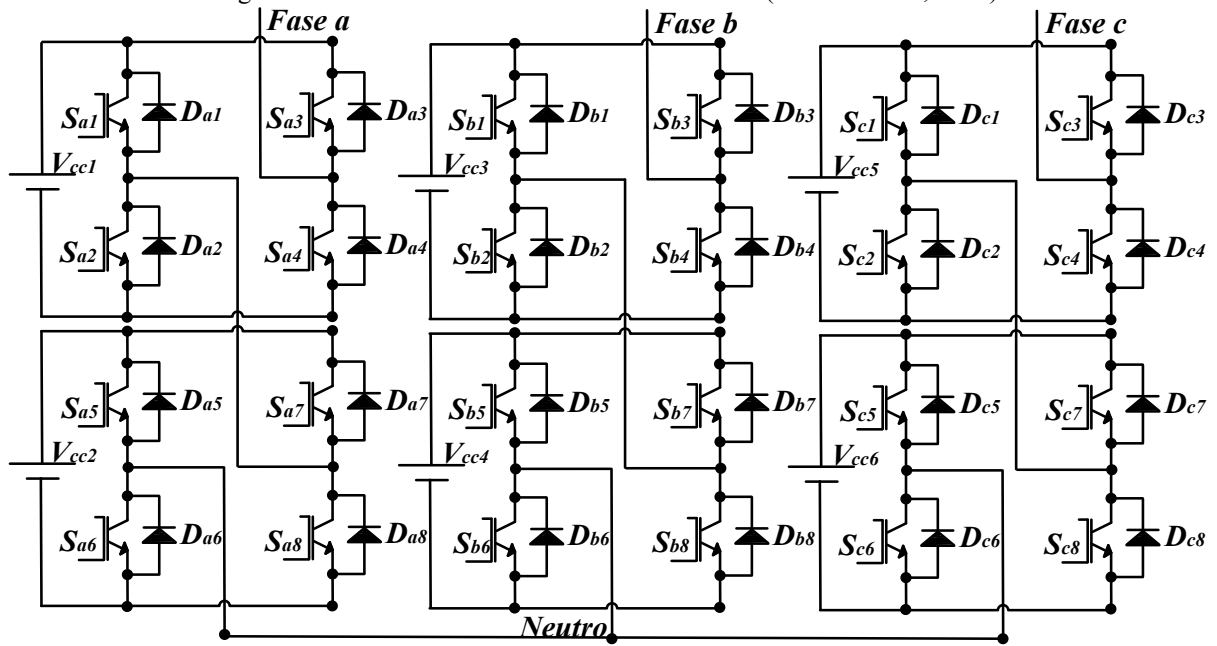 Fase a
Fase b
Fase c
Sa1 Da1 Sa3 Da3 Sb1 Db1 Sb3 Db3 Sc1 Dc1 Sc3 Dc3
Vcc1 Vcc3 Vcc5
Sa2 Da2 Sa4 Da4 Sb2 Db2 Sb4 Db4 Sc2 Dc2 Sc4 Dc4
Sa5 Da5 Sa7 Da7 Sb5 Db5 Sb7 Db7 Sc5 Dc5 Sc7 Dc7
Vcc2 Vcc4 Vcc6
Sa6 Da6 Sa8 Da8 Sb6 Db6 Sb8 Db8 Sc6 Dc6 Sc8 Dc8
Neutro